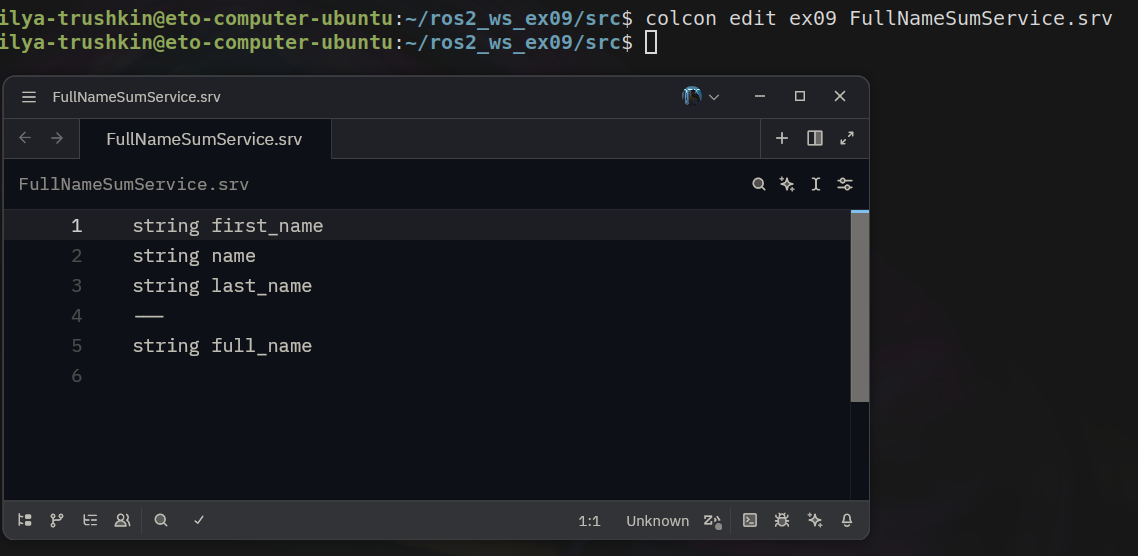 ilya-trushkin@eto-computer-ubuntu:~/ros2_ws_ex09/src$ colcon edit ex09 FullNameSumService.srv
ilya-trushkin@eto-computer-ubuntu:~/ros2_ws_ex09/src$
FullNameSumService.srv
FullNameSumService.srv
FullNameSumService.srv
1 string first_name
2 string name
3 string last_name
4 ---
5 string full_name
6
1:1 Unknown